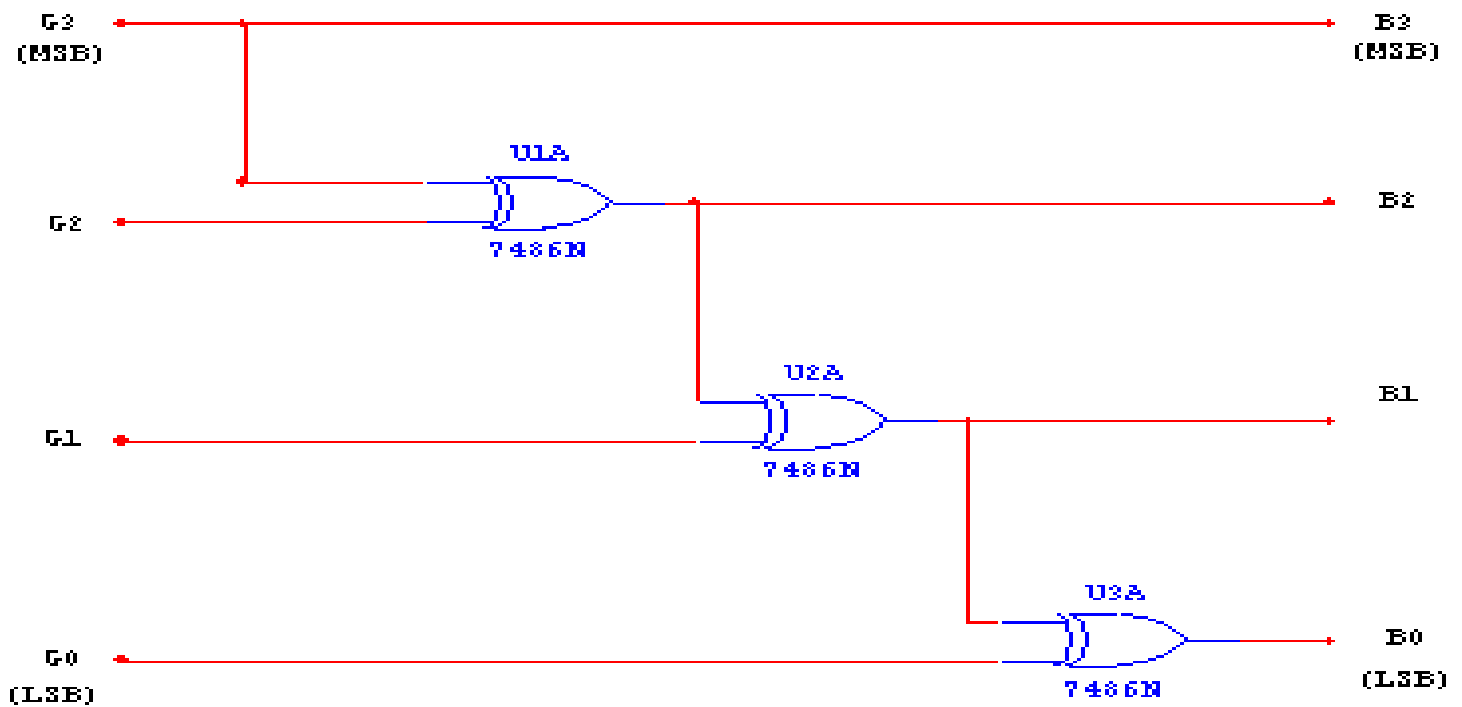 G3
(MSB)
B3
(MSB)
U1A
7486N
G2
B2
U2A
7486N
G1
B1
U3A
7486N
G0
(LSB)
B0
(LSB)